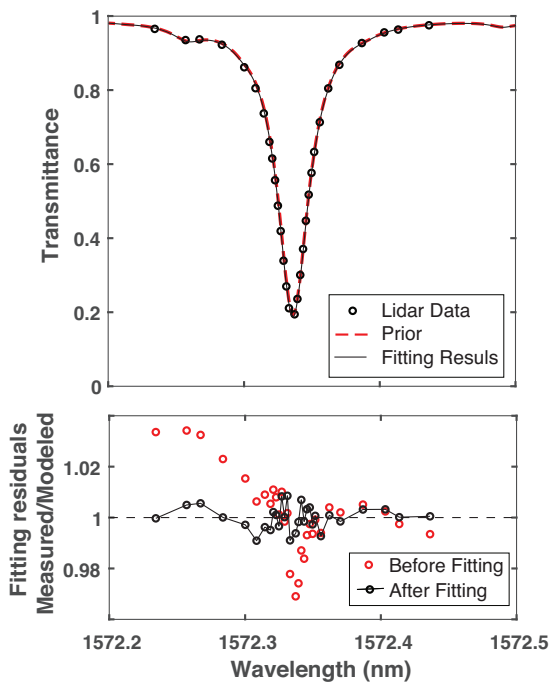 1
0.8
0.6
0.4
0.2
0
Transmittance
Lidar Data
Prior
Fitting Resuls
1.02
1
0.98
Fitting residuals
Measured/Modeled
Before Fitting
After Fitting
1572.2 1572.3 1572.4 1572.5
Wavelength (nm)